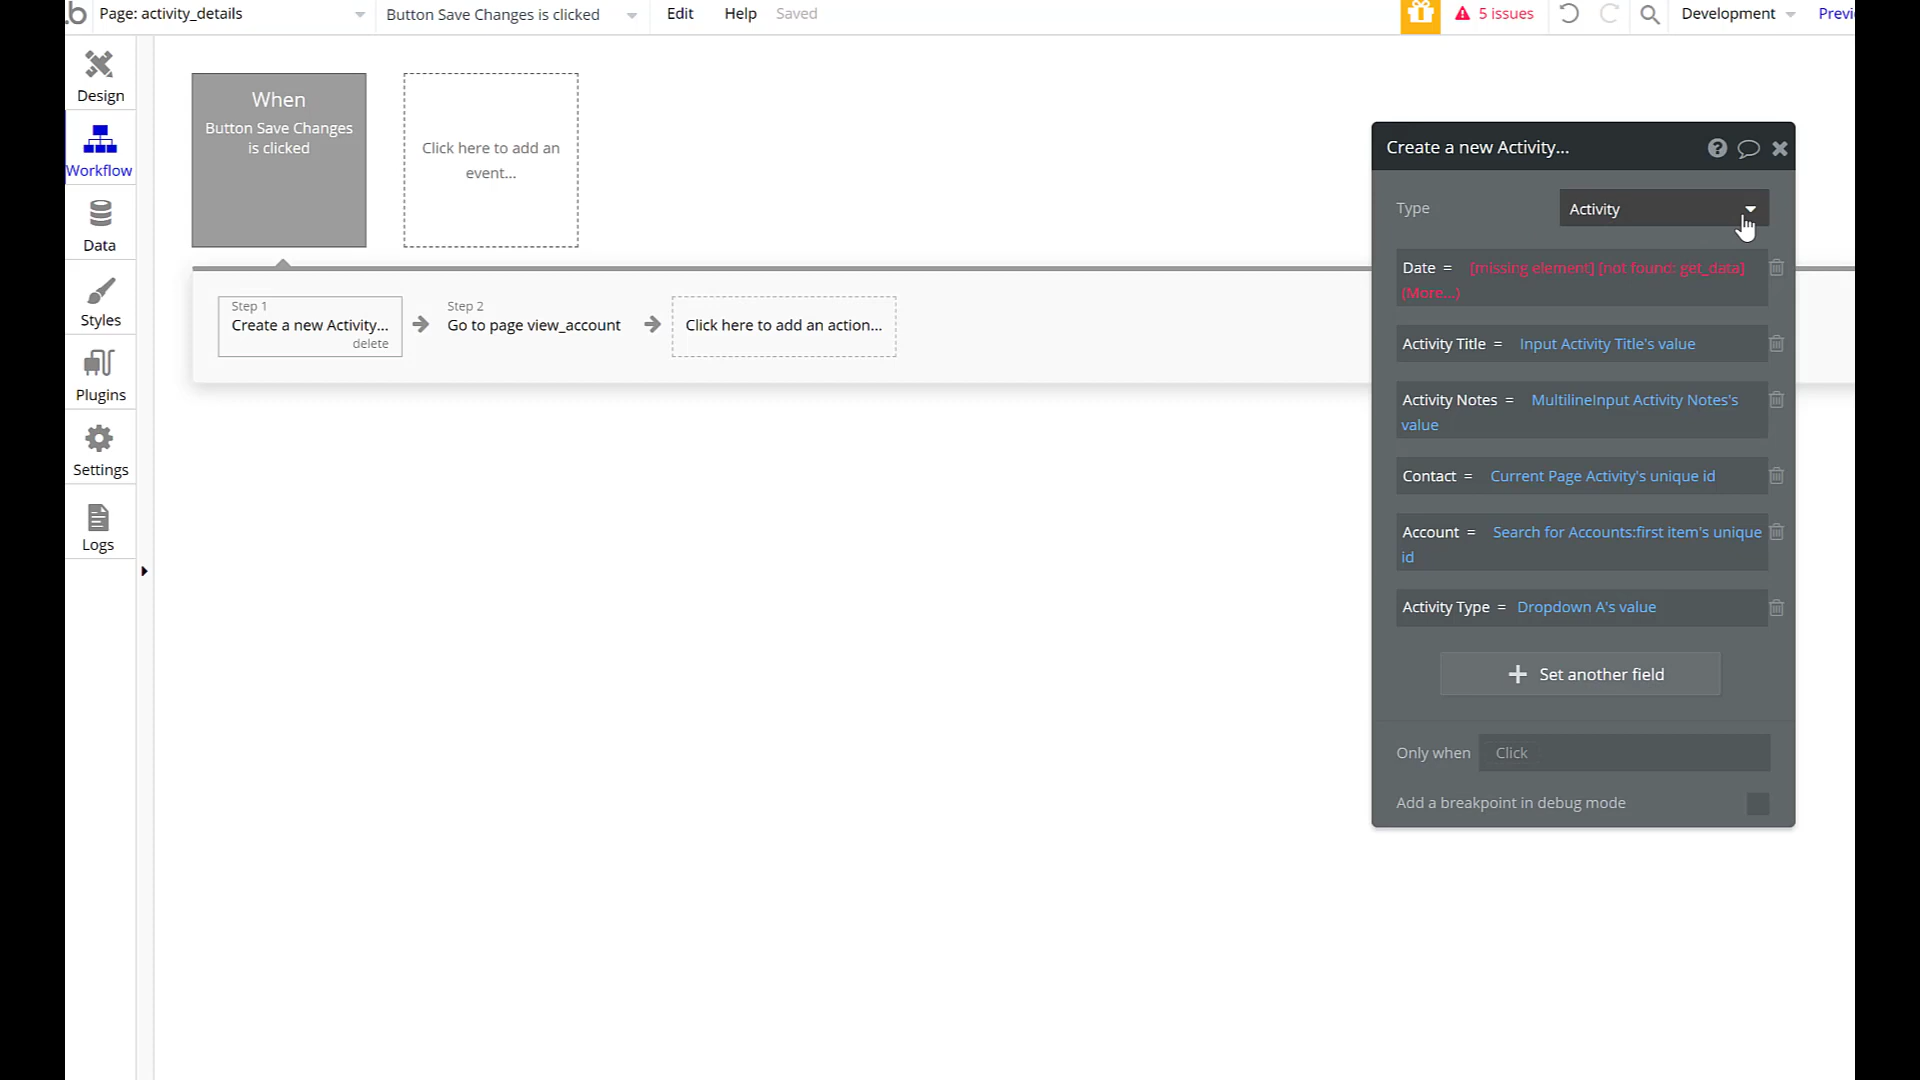 .b Page: activity_details Button Save Changes is clicked Edit Help Saved 5 issues Development Previ
Design
Workflow
Data
Styles
Plugins
Settings
Logs
When
Button Save Changes
is clicked
Click here to add an
event...
Step 1
Create a new Activity...
delete
Step 2
Go to page view_account
Click here to add an action...
Create a new Activity...
Type Activity
Date = [missing element] [not found: get_data]
(More...)
Activity Title = Input Activity Title's value
Activity Notes = MultilineInput Activity Notes's
value
Contact = Current Page Activity's unique id
Account = Search for Accounts:first item's unique
id
Activity Type = Dropdown A's value
+ Set another field
Only when Click
Add a breakpoint in debug mode